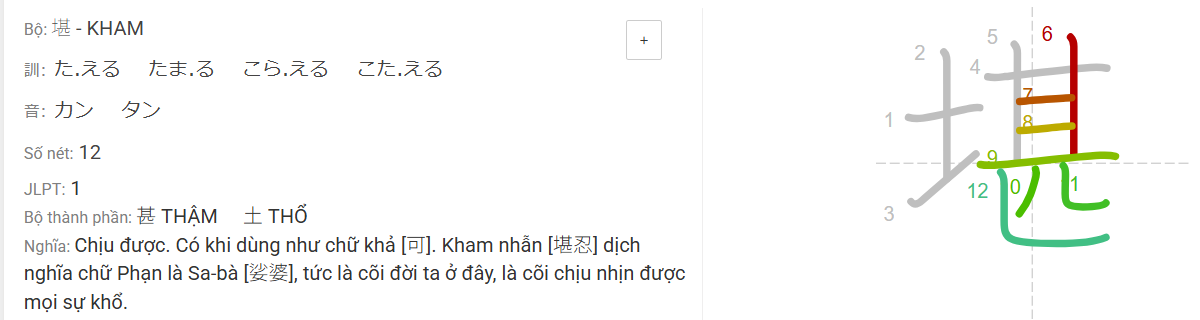 Bộ: 堪 - KHAM
+
訓: た.える たま.る こら.える こた.える
音: カン タン
Số nét: 12
JLPT: 1
Bộ thành phần: 甚 THẬM 土 THỔ
Nghĩa: Chịu được. Có khi dùng như chữ khả [可]. Kham nhẫn [堪忍] dịch
nghĩa chữ Phạn là Sa-bà [娑婆], tức là cõi đời ta ở đây, là cõi chịu nhịn được
mọi sự khổ.
堪
1
2
3
4
5
6
7
8
9
0
1
12